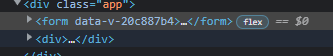 <div class="app">
<form data-v-20c887b4>…</form> flex == $0
<div>…</div>
</div>